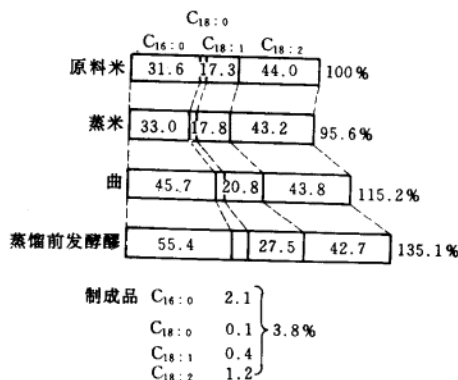 C18:0
C16:0 C18:1 C18:2
原料米 31.6 17.3 44.0 100%
蒸米 33.0 17.8 43.2 95.6%
曲 45.7 20.8 43.8 115.2%
蒸馏前发酵醪 55.4 27.5 42.7 135.1%
制成品 C16:0 2.1
C18:0 0.1 3.8%
C18:1 0.4
C18:2 1.2